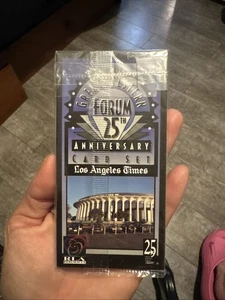 GREAT WESTERN
FORUM
25TH
ANNIVERSARY
CARD SET
Los Angeles Times
25